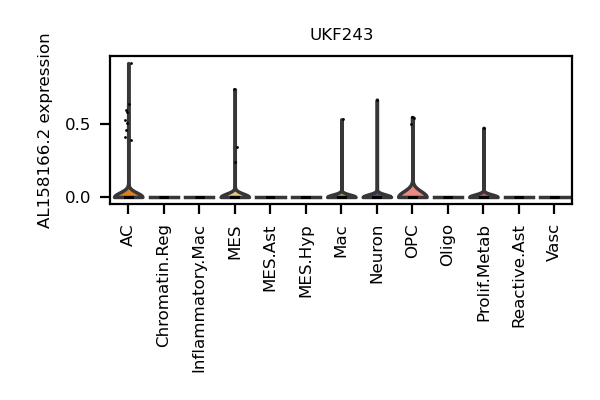 UKF243
AL158166.2 expression
0.5
0.0
AC
Chromatin.Reg
Inflammatory.Mac
MES
MES.Ast
MES.Hyp
Mac
Neuron
OPC
Oligo
Prolif.Metab
Reactive.Ast
Vasc